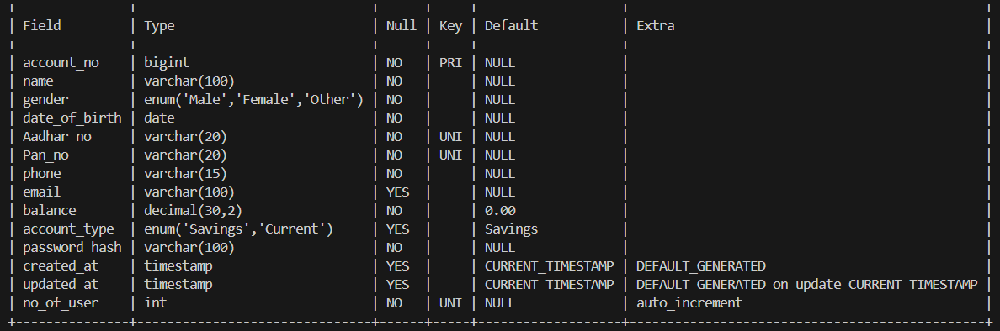 +---------------+-------------------------------+------+-----+-------------------+-----------------------------------------------+
| Field         | Type                          | Null | Key | Default           | Extra                                         |
+---------------+-------------------------------+------+-----+-------------------+-----------------------------------------------+
| account_no    | bigint                        | NO   | PRI | NULL              |                                               |
| name          | varchar(100)                  | NO   |     | NULL              |                                               |
| gender        | enum('Male','Female','Other') | NO   |     | NULL              |                                               |
| date_of_birth | date                          | NO   |     | NULL              |                                               |
| Aadhar_no     | varchar(20)                   | NO   | UNI | NULL              |                                               |
| Pan_no        | varchar(20)                   | NO   | UNI | NULL              |                                               |
| phone         | varchar(15)                   | NO   |     | NULL              |                                               |
| email         | varchar(100)                  | YES  |     | NULL              |                                               |
| balance       | decimal(30,2)                 | NO   |     | 0.00              |                                               |
| account_type  | enum('Savings','Current')     | YES  |     | Savings           |                                               |
| password_hash | varchar(100)                  | NO   |     | NULL              |                                               |
| created_at    | timestamp                     | YES  |     | CURRENT_TIMESTAMP | DEFAULT_GENERATED                             |
| updated_at    | timestamp                     | YES  |     | CURRENT_TIMESTAMP | DEFAULT_GENERATED on update CURRENT_TIMESTAMP |
| no_of_user    | int                           | NO   | UNI | NULL              | auto_increment                                |
+---------------+-------------------------------+------+-----+-------------------+-----------------------------------------------+